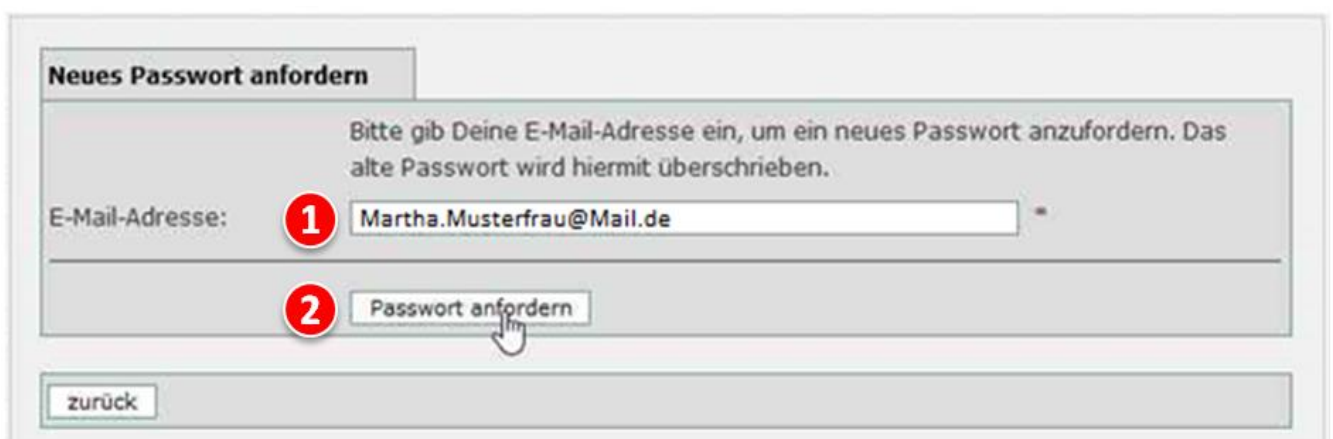 Neues Passwort anfordern
Bitte gib Deine E-Mail-Adresse ein, um ein neues Passwort anzufordern. Das
alte Passwort wird hiermit überschrieben.
E-Mail-Adresse: 1 Martha.Musterfrau@Mail.de *
2 Passwort anfordern
zurück